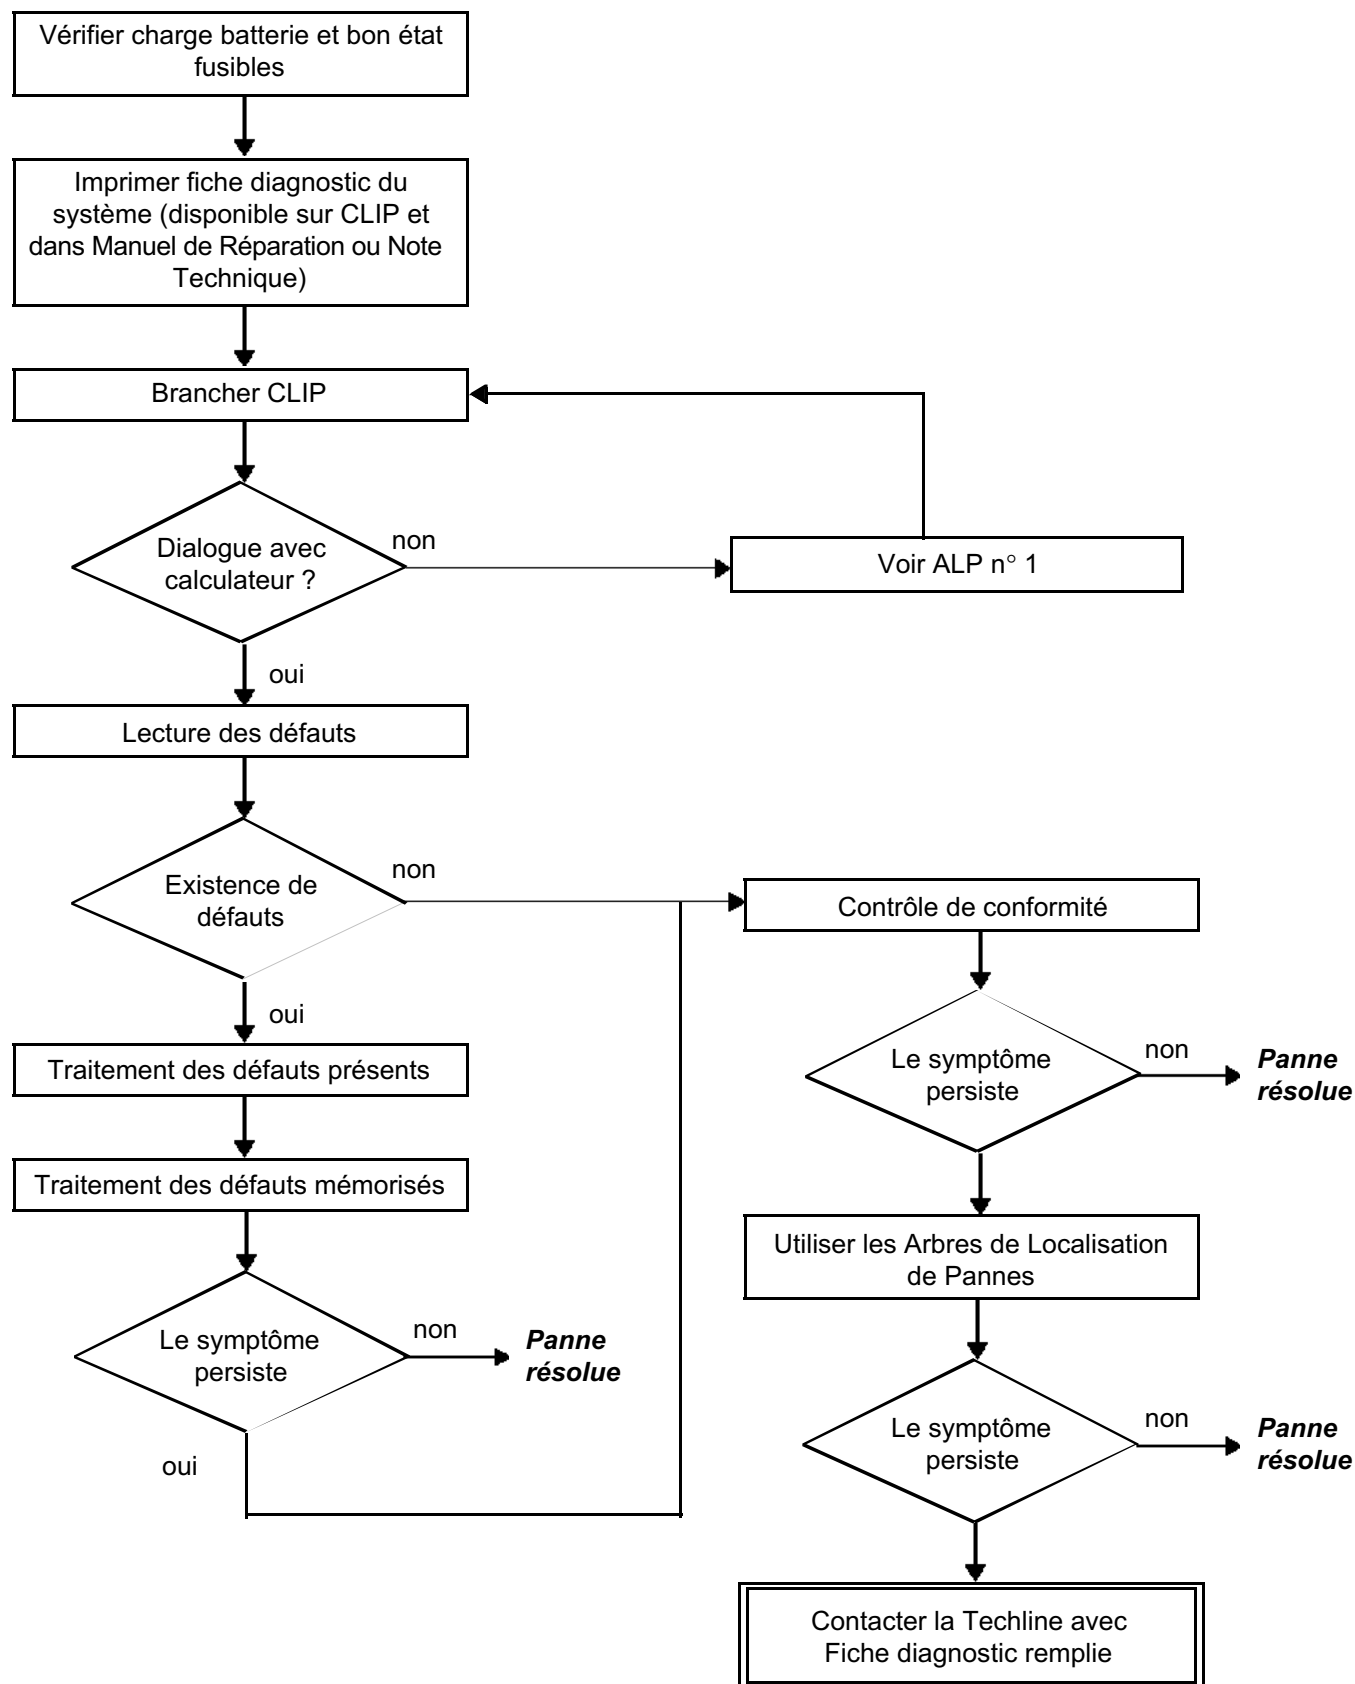 Vérifier charge batterie et bon état
fusibles
Imprimer fiche diagnostic du
système (disponible sur CLIP et
dans Manuel de Réparation ou Note
Technique)
Brancher CLIP
Dialogue avec
calculateur ?
non
Voir ALP n° 1
oui
Lecture des défauts
Existence de
défauts
non
oui
Traitement des défauts présents
Traitement des défauts mémorisés
Le symptôme
persiste
non
Panne
résolue
oui
Contrôle de conformité
Le symptôme
persiste
non
Panne
résolue
Utiliser les Arbres de Localisation
de Pannes
Le symptôme
persiste
non
Panne
résolue
Contacter la Techline avec
Fiche diagnostic remplie